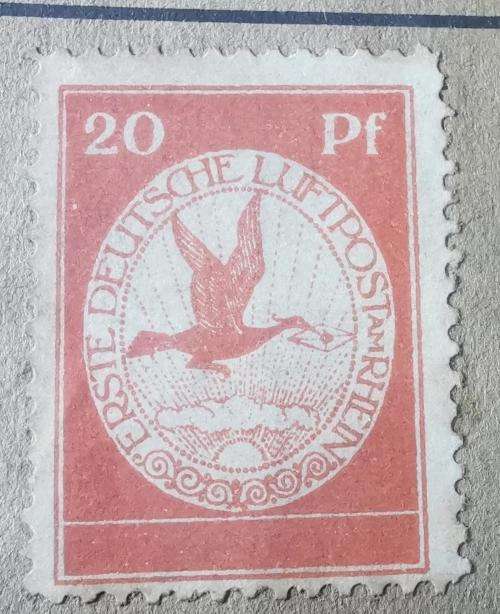 20 Pf
ERSTE DEUTSCHE LUFTPOST AM RHEIN